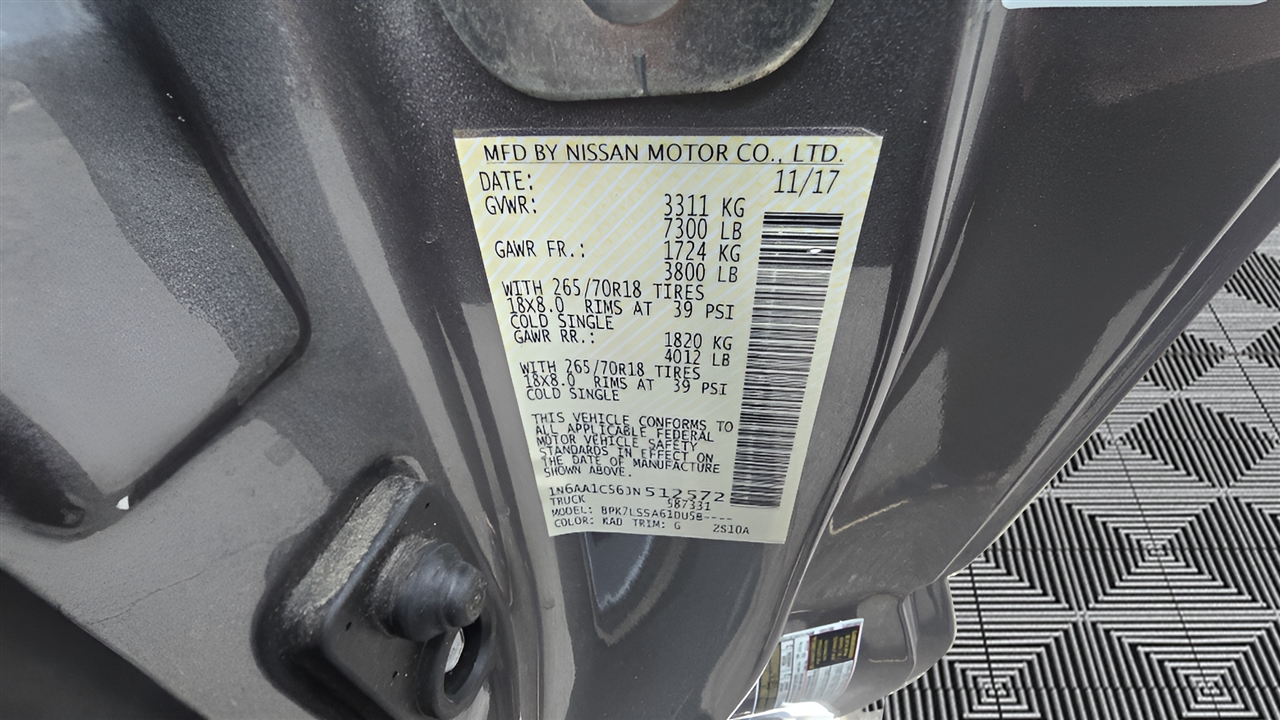 MFD BY NISSAN MOTOR CO., LTD.
DATE: 11/17
GVWR: 3311 KG
7300 LB
GAWR FR.: 1724 KG
3800 LB
WITH 265/70R18 TIRES
18X8.0 RIMS AT 39 PSI
COLD SINGLE
GAWR RR.: 1820 KG
4012 LB
WITH 265/70R18 TIRES
18X8.0 RIMS AT 39 PSI
COLD SINGLE
THIS VEHICLE CONFORMS TO
ALL APPLICABLE FEDERAL
MOTOR VEHICLE SAFETY
STANDARDS IN EFFECT ON
THE DATE OF MANUFACTURE
SHOWN ABOVE.
1N6AA1C56JN512572
TRUCK 587331
MODEL: BPK7LSSA61DU5B----
COLOR: KAD TRIM: G 2S10A